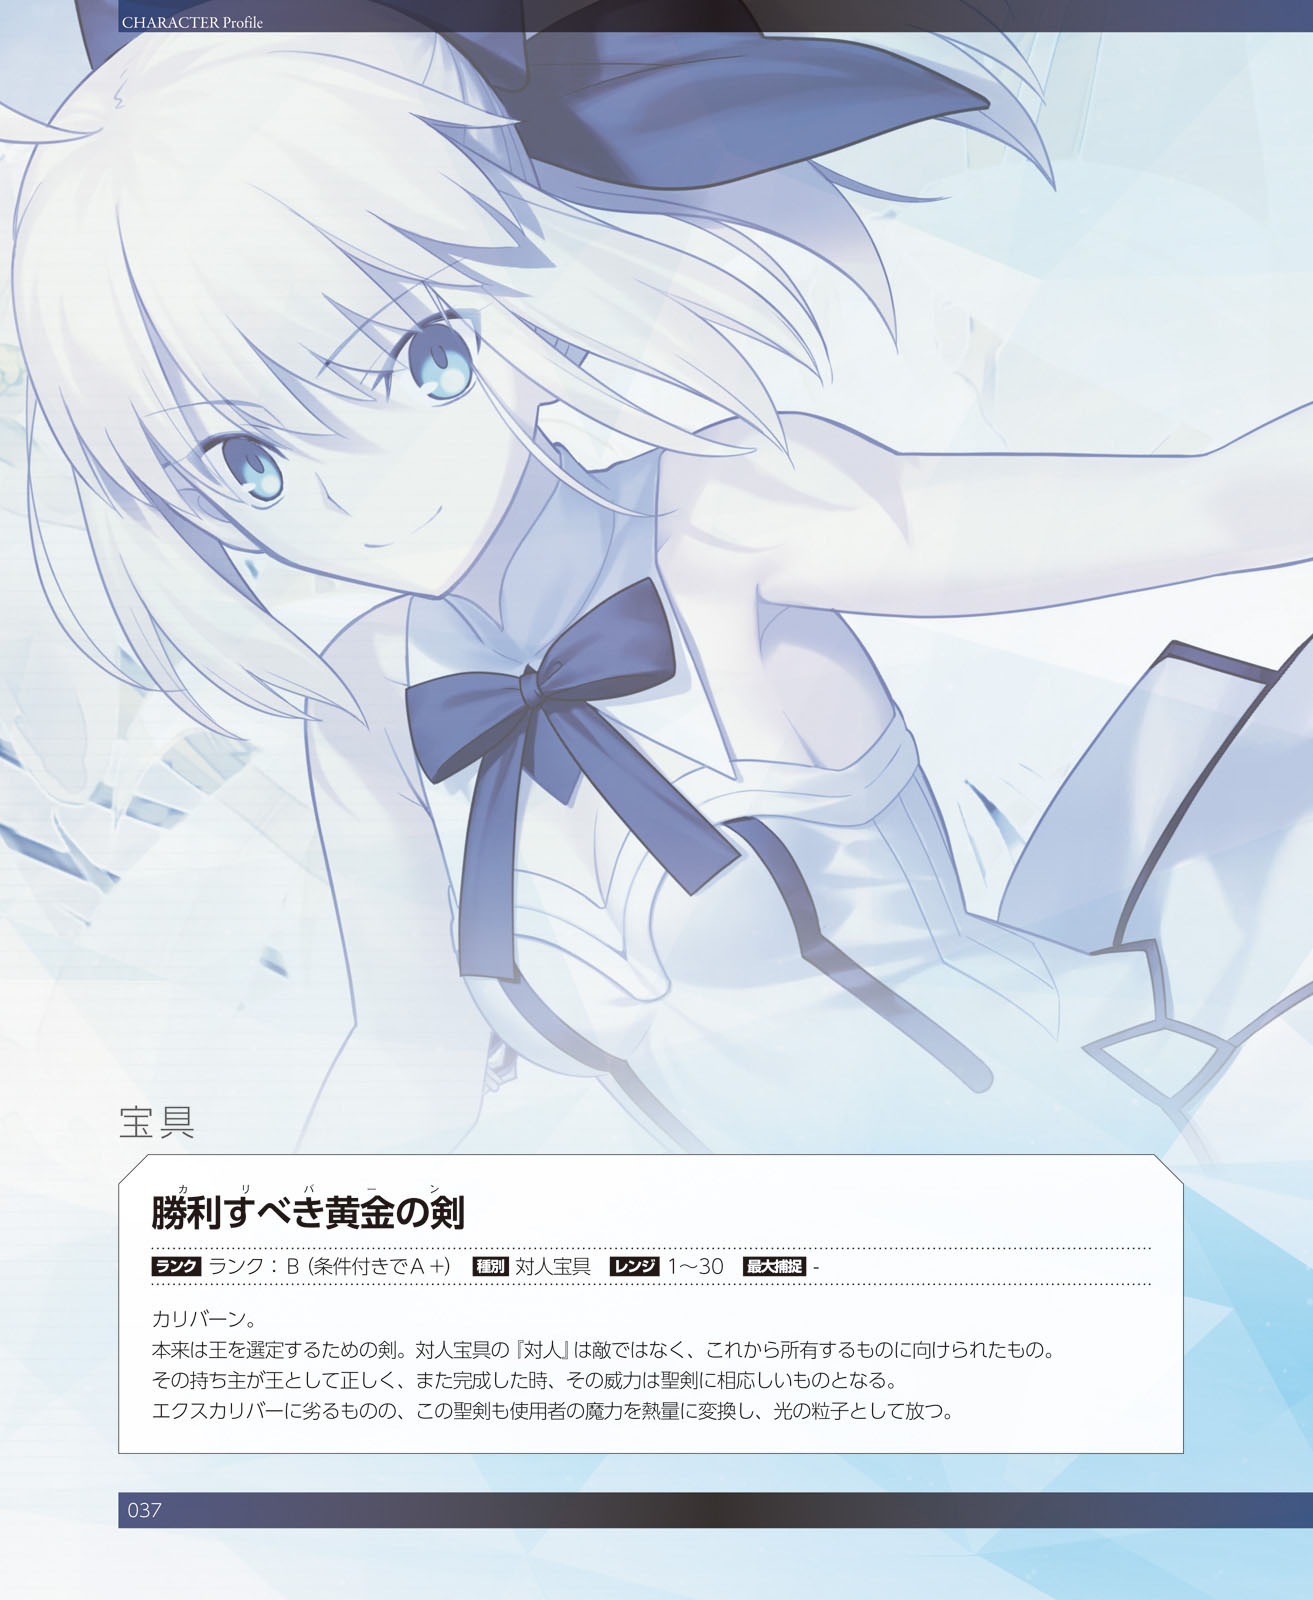 CHARACTER Profile
宝具
カリバーン
勝利すべき黄金の剣
ランク ランク：B（条件付きでA＋） 種別 対人宝具 レンジ 1～30 最大捕捉 -
カリバーン。
本来は王を選定するための剣。対人宝具の『対人』は敵ではなく、これから所有するものに向けられたもの。
その持ち主が王として正しく、また完成した時、その威力は聖剣に相応しいものとなる。
エクスカリバーに劣るものの、この聖剣も使用者の魔力を熱量に変換し、光の粒子として放つ。
037